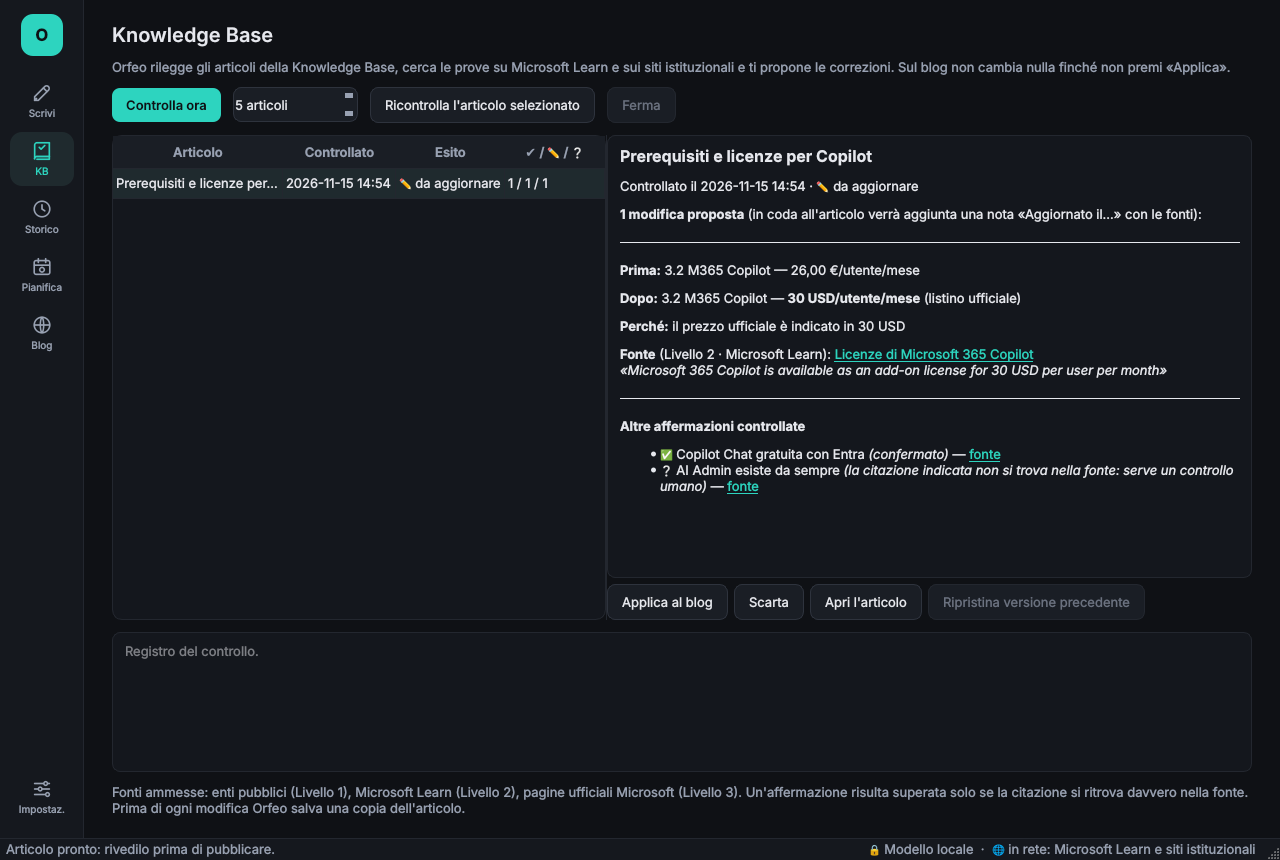 O
Knowledge Base
Orfeo rilegge gli articoli della Knowledge Base, cerca le prove su Microsoft Learn e sui siti istituzionali e ti propone le correzioni. Sul blog non cambia nulla finché non premi «Applica».
Controlla ora
5 articoli
Ricontrolla l'articolo selezionato
Ferma
Scrivi
KB
Storico
Pianifica
Blog
Impostaz.
Articolo Controllato Esito ✓ / ✏️ / ?
Prerequisiti e licenze per... 2026-11-15 14:54 ✏️ da aggiornare 1 / 1 / 1
Prerequisiti e licenze per Copilot
Controllato il 2026-11-15 14:54 · ✏️ da aggiornare
1 modifica proposta (in coda all'articolo verrà aggiunta una nota «Aggiornato il...» con le fonti):
Prima: 3.2 M365 Copilot — 26,00 €/utente/mese
Dopo: 3.2 M365 Copilot — 30 USD/utente/mese (listino ufficiale)
Perché: il prezzo ufficiale è indicato in 30 USD
Fonte (Livello 2 · Microsoft Learn): Licenze di Microsoft 365 Copilot
«Microsoft 365 Copilot is available as an add-on license for 30 USD per user per month»
Altre affermazioni controllate
• ✅ Copilot Chat gratuita con Entra (confermato) — fonte
• ? AI Admin esiste da sempre (la citazione indicata non si trova nella fonte: serve un controllo
umano) — fonte
Applica al blog
Scarta
Apri l'articolo
Ripristina versione precedente
Registro del controllo.
Fonti ammesse: enti pubblici (Livello 1), Microsoft Learn (Livello 2), pagine ufficiali Microsoft (Livello 3). Un'affermazione risulta superata solo se la citazione si ritrova davvero nella fonte.
Prima di ogni modifica Orfeo salva una copia dell'articolo.
Articolo pronto: rivedilo prima di pubblicare.
🔒 Modello locale · 🌐 in rete: Microsoft Learn e siti istituzionali